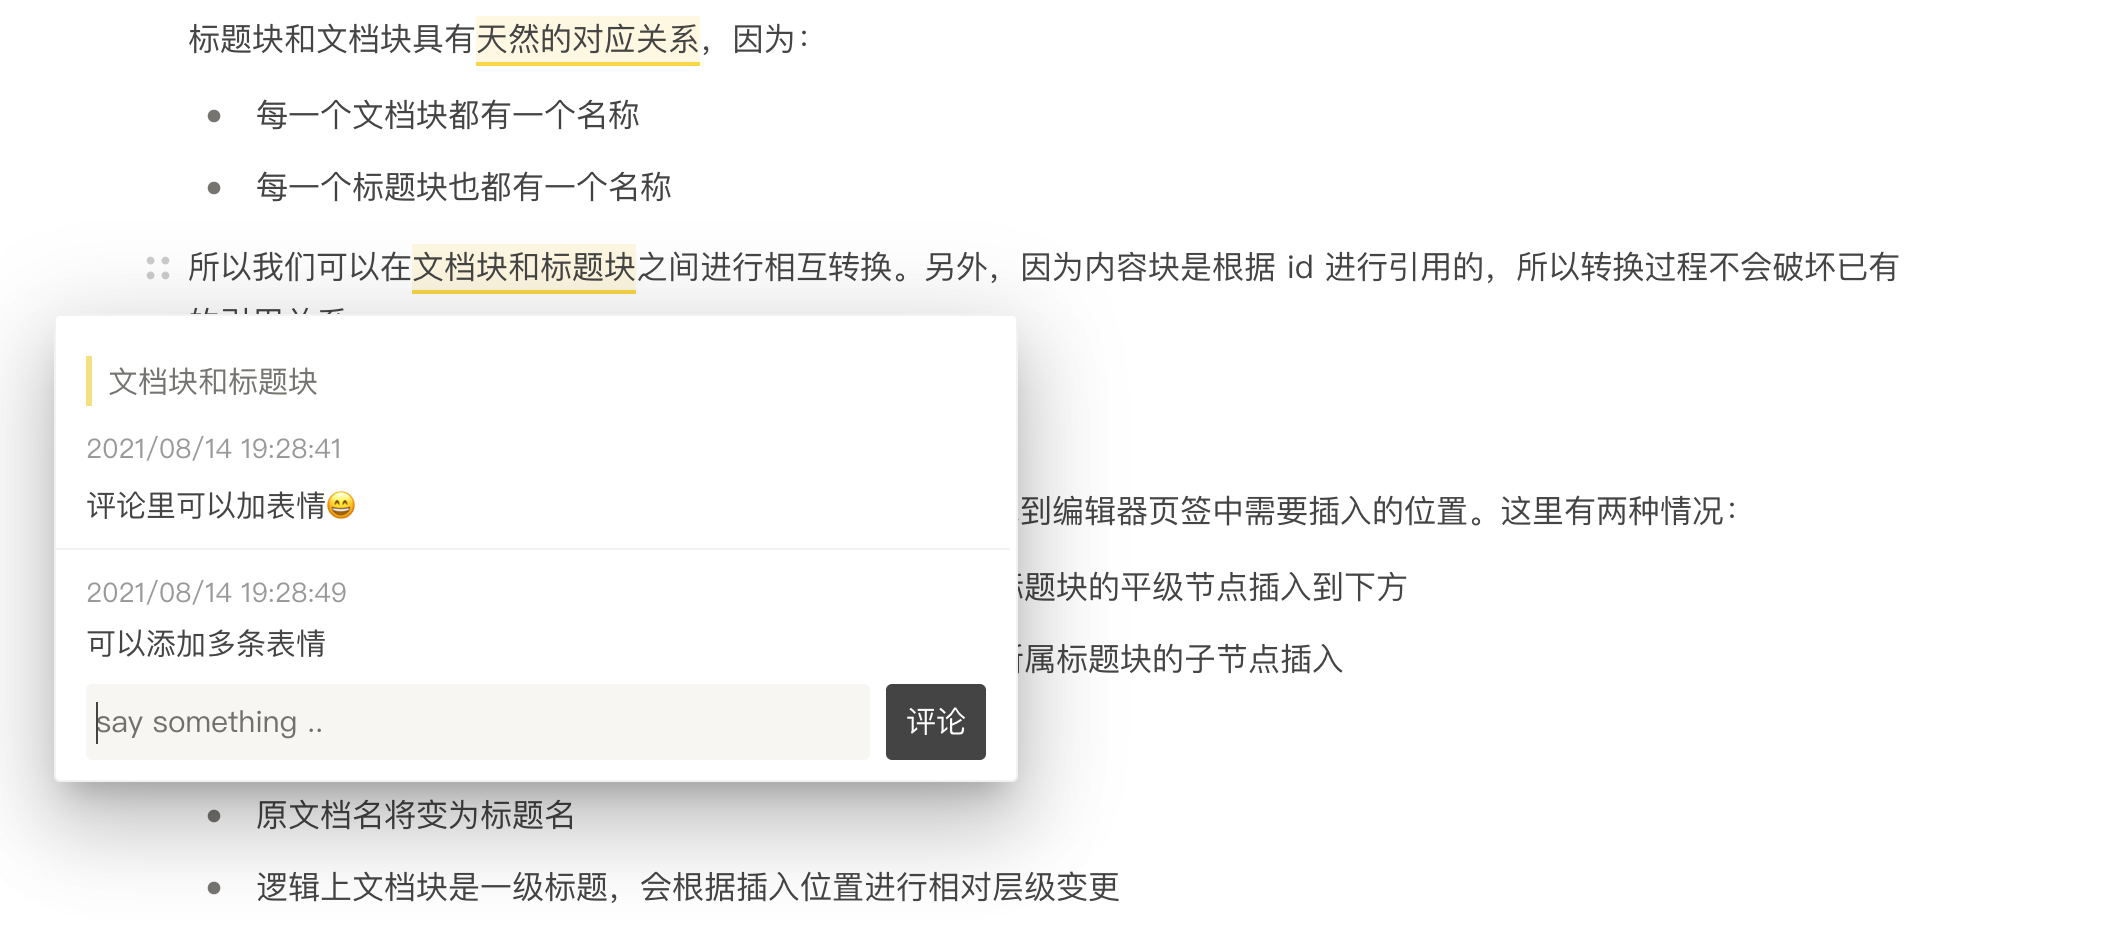 标题块和文档块具有天然的对应关系，因为：
每一个文档块都有一个名称
每一个标题块也都有一个名称
所以我们可以在文档块和标题块之间进行相互转换。另外，因为内容块是根据 id 进行引用的，所以转换过程不会破坏已有
的引用关系
文档块和标题块
2021/08/14 19:28:41
评论里可以加表情😄
2021/08/14 19:28:49
可以添加多条表情
say something ..
评论
到编辑器页签中需要插入的位置。这里有两种情况：
题块的平级节点插入到下方
属标题块的子节点插入
原文档名将变为标题名
逻辑上文档块是一级标题，会根据插入位置进行相对层级变更